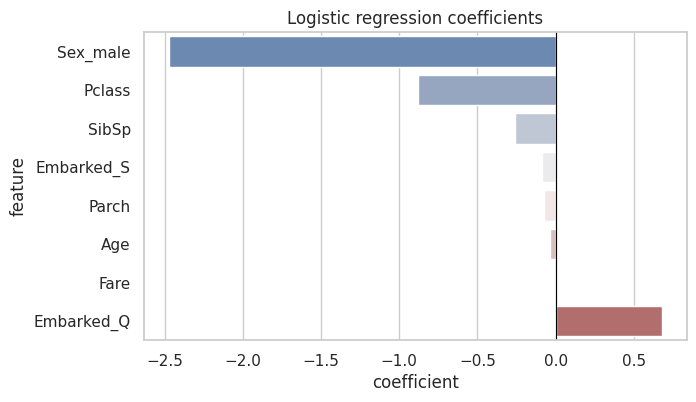 Logistic regression coefficients
feature
Sex_male
Pclass
SibSp
Embarked_S
Parch
Age
Fare
Embarked_Q
−2.5 −2.0 −1.5 −1.0 −0.5 0.0 0.5
coefficient